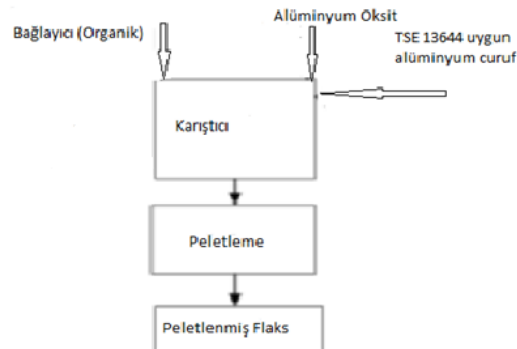 Bağlayıcı (Organik)
Alüminyum Oksit
TSE 13644 uygun
alüminyum curuf
Karıştıcı
Peletleme
Peletlenmiş Flaks